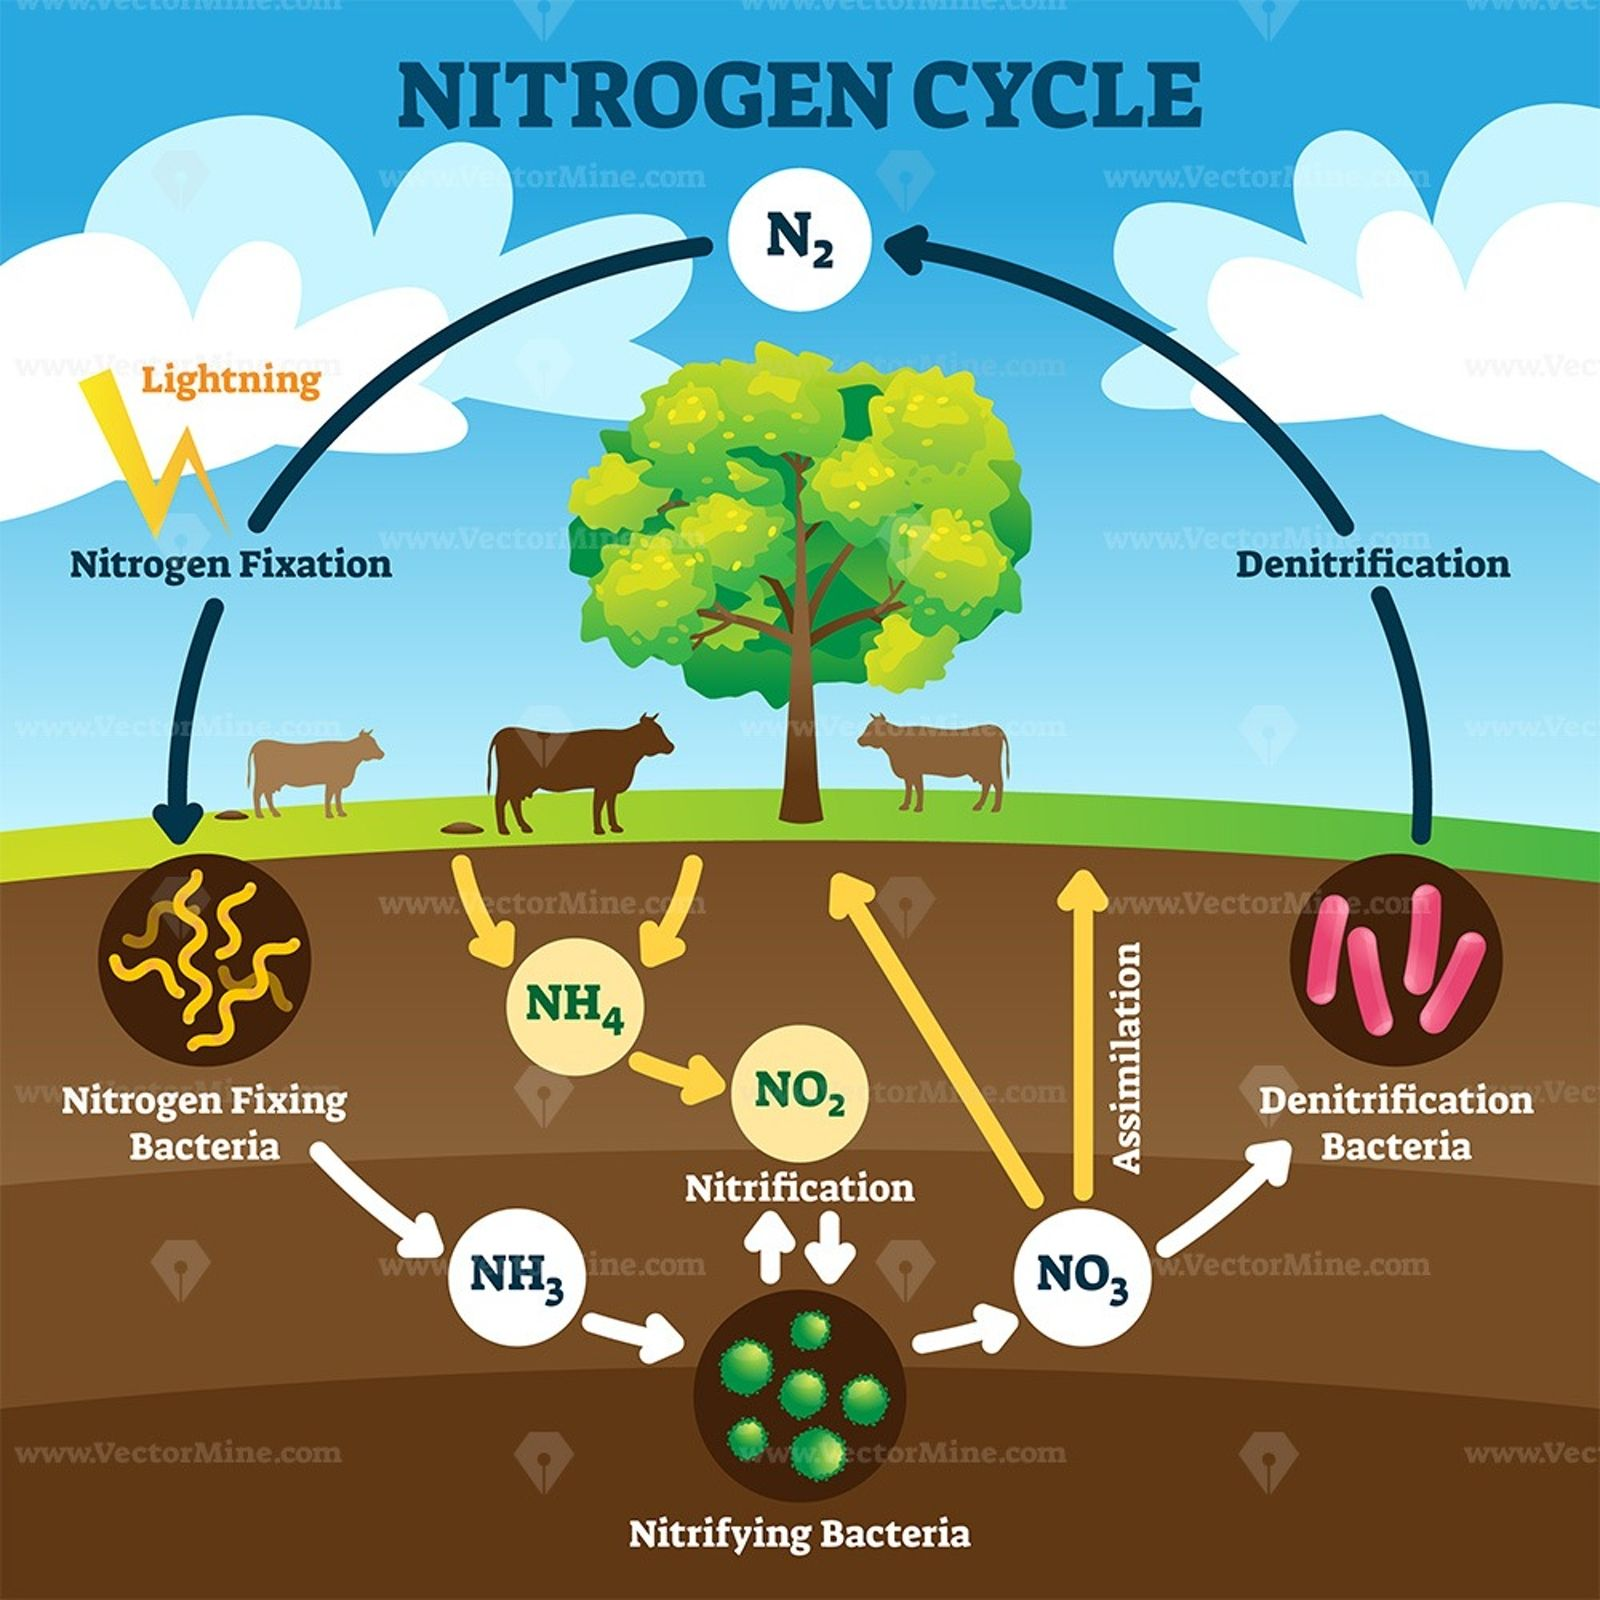 NITROGEN CYCLE
N₂
Lightning
Nitrogen Fixation
Denitrification
NH₄
NO₂
Nitrification
Assimilation
Nitrogen Fixing
Bacteria
Denitrification
Bacteria
NH₃
NO₃
Nitrifying Bacteria
www.VectorMine.com